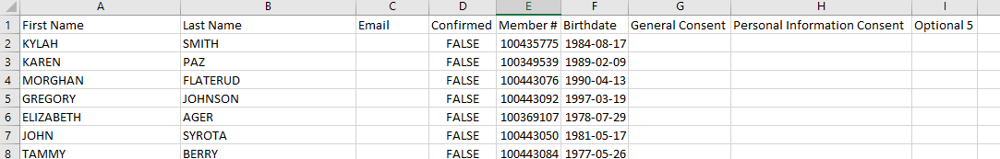 A B C D E F G H I
1 First Name Last Name Email Confirmed Member # Birthdate General Consent Personal Information Consent Optional 5
2 KYLAH SMITH FALSE 100435775 1984-08-17
3 KAREN PAZ FALSE 100349539 1989-02-09
4 MORGHAN FLATERUD FALSE 100443076 1990-04-13
5 GREGORY JOHNSON FALSE 100443092 1997-03-19
6 ELIZABETH AGER FALSE 100369107 1978-07-29
7 JOHN SYROTA FALSE 100443050 1981-05-17
8 TAMMY BERRY FALSE 100443084 1977-05-26